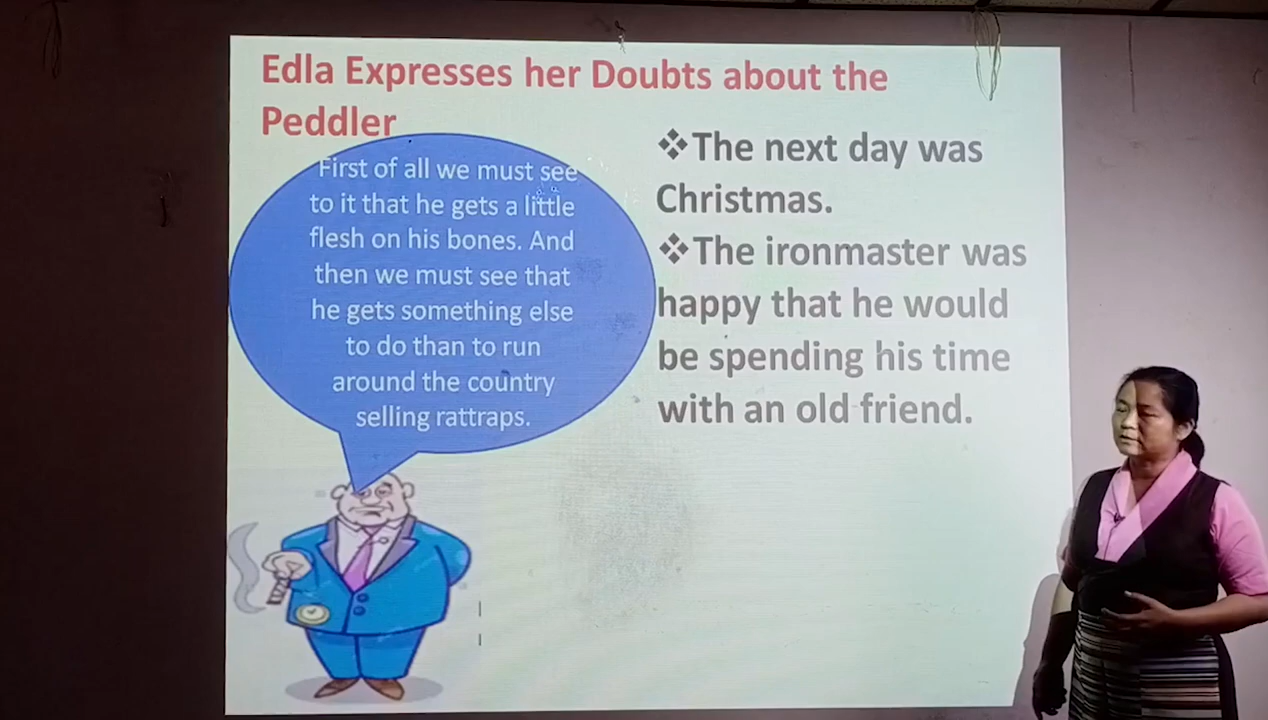 Edla Expresses her Doubts about the
Peddler
First of all we must see
to it that he gets a little
flesh on his bones. And
then we must see that
he gets something else
to do than to run
around the country
selling rattraps.
❖The next day was
Christmas.
❖The ironmaster was
happy that he would
be spending his time
with an old friend.